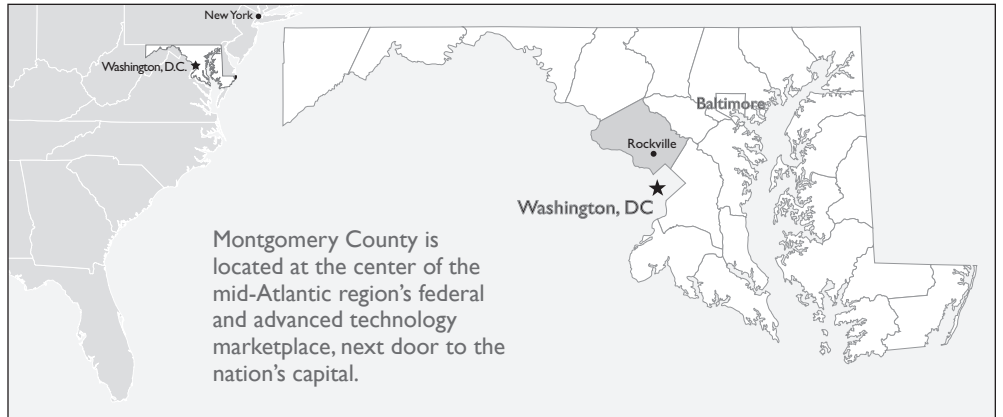 New York
Washington, D.C.
Baltimore
Rockville
Washington, DC
Montgomery County is
located at the center of the
mid-Atlantic region’s federal
and advanced technology
marketplace, next door to the
nation’s capital.